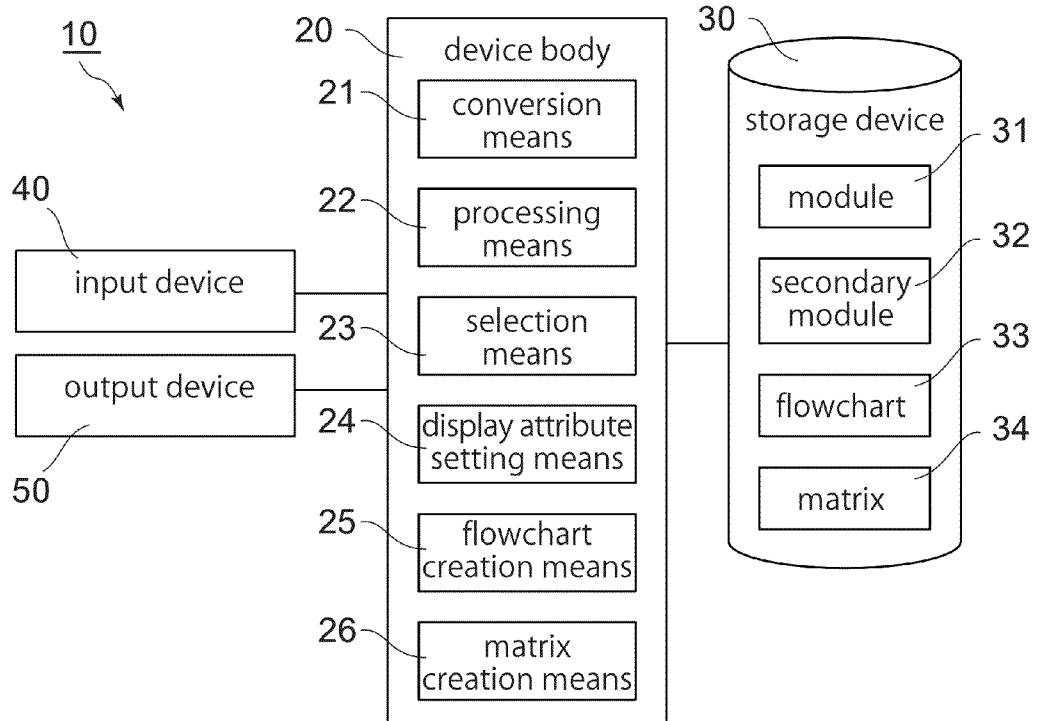 10
20
device body
21
conversion
means
22
processing
means
23
selection
means
24
display attribute
setting means
25
flowchart
creation means
26
matrix
creation means
40
input device
output device
50
30
storage device
31
module
32
secondary
module
33
flowchart
34
matrix